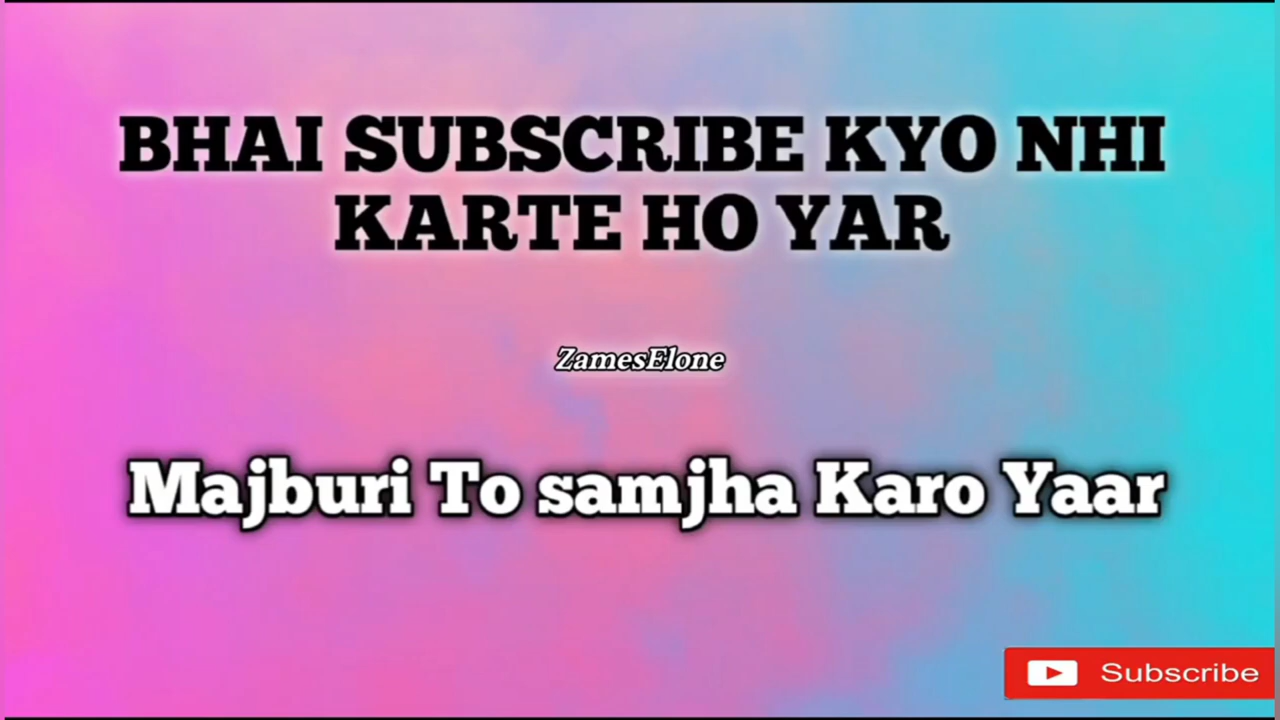 BHAI SUBSCRIBE KYO NHI
KARTE HO YAR
ZamesElone
Majburi To samjha Karo Yaar
Subscribe